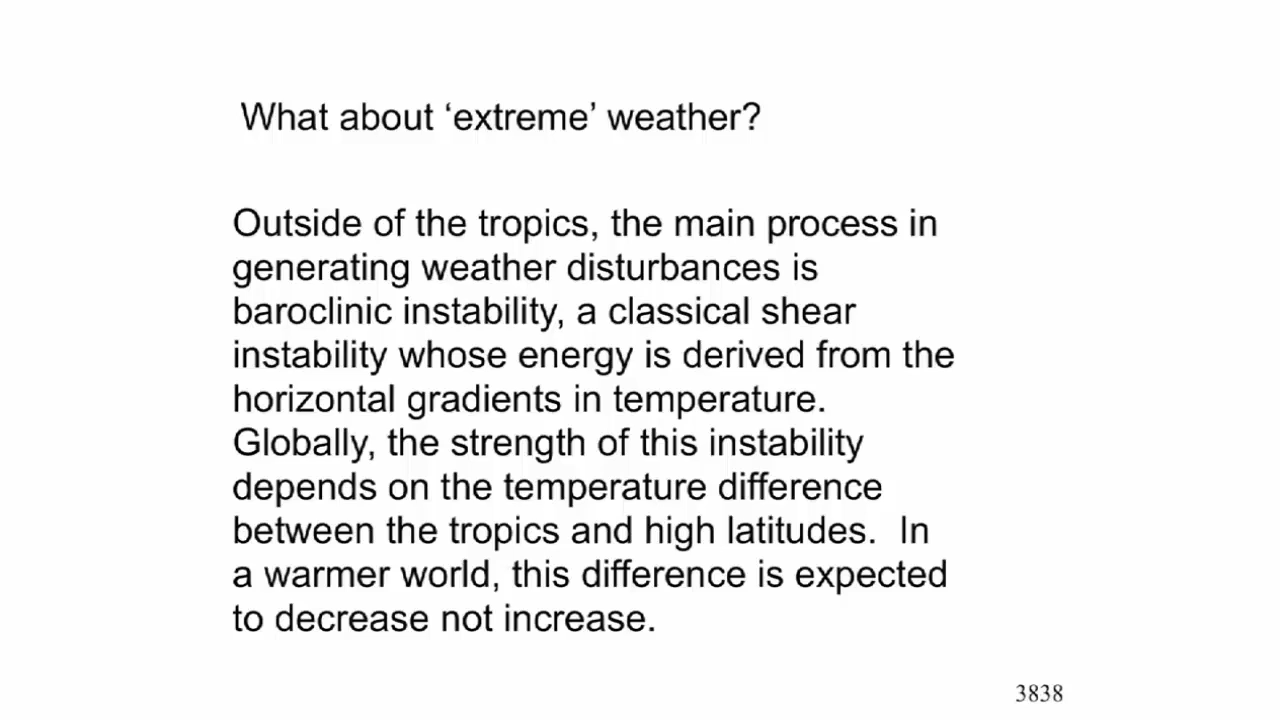 What about ‘extreme’ weather?
Outside of the tropics, the main process in
generating weather disturbances is
baroclinic instability, a classical shear
instability whose energy is derived from the
horizontal gradients in temperature.
Globally, the strength of this instability
depends on the temperature difference
between the tropics and high latitudes.  In
a warmer world, this difference is expected
to decrease not increase.
3838